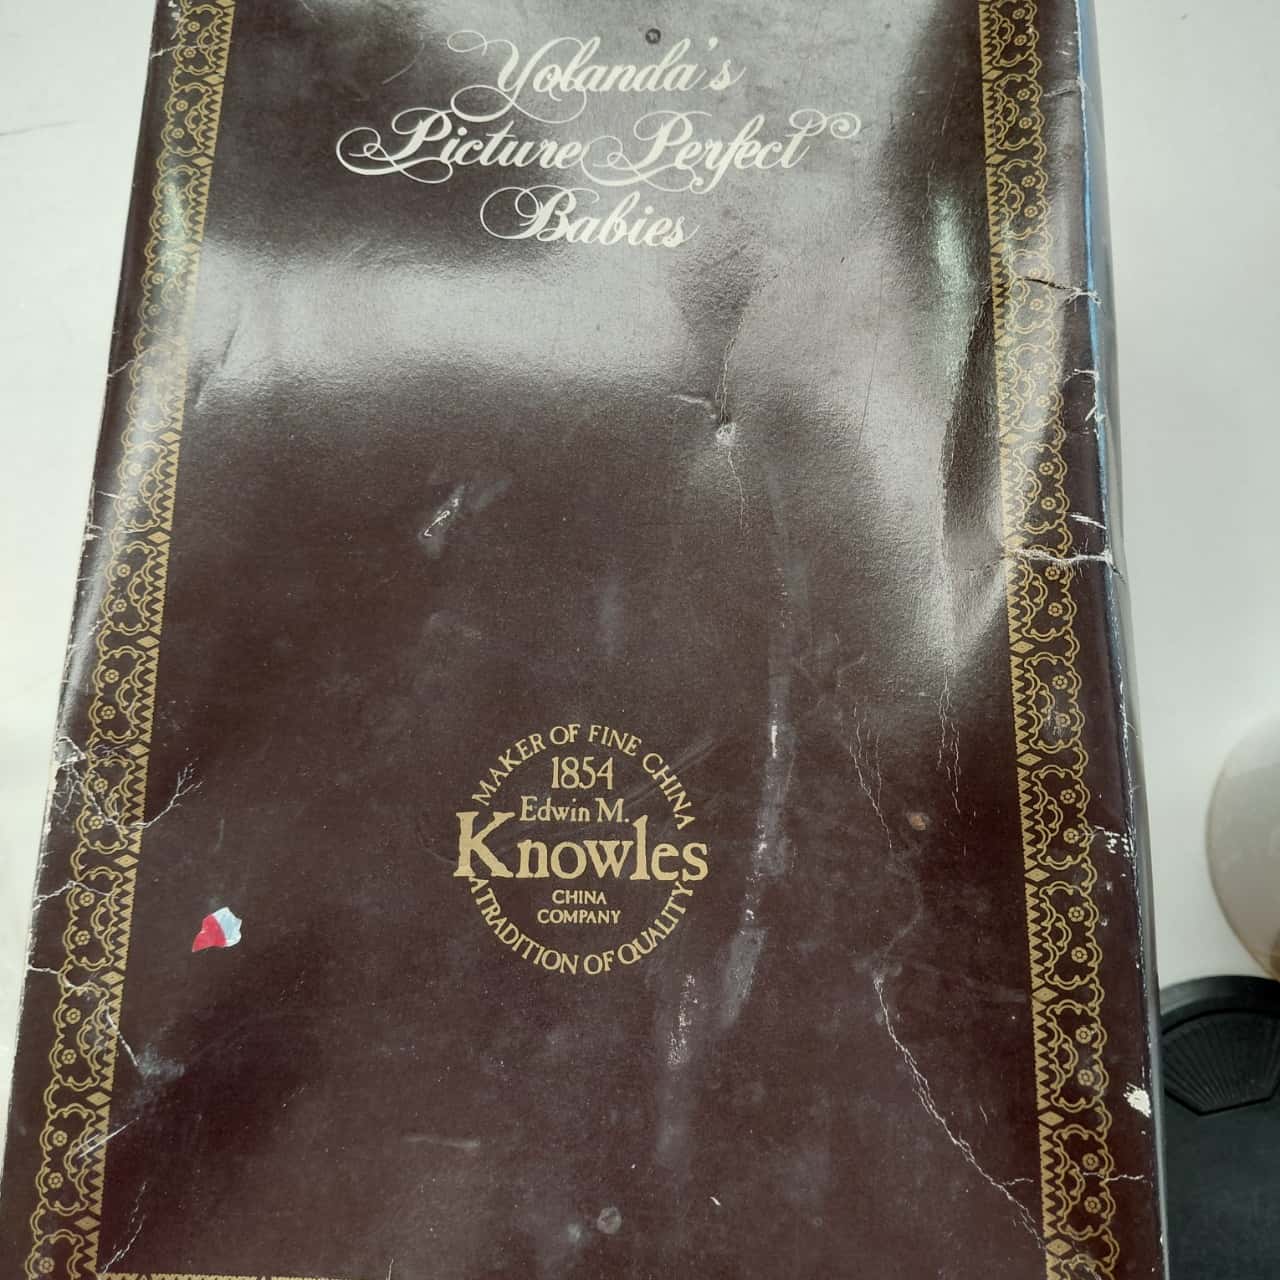 Yolanda's
Picture Perfect
Babies
MAKER OF FINE CHINA
1854
Edwin M.
Knowles
CHINA
COMPANY
A TRADITION OF QUALITY